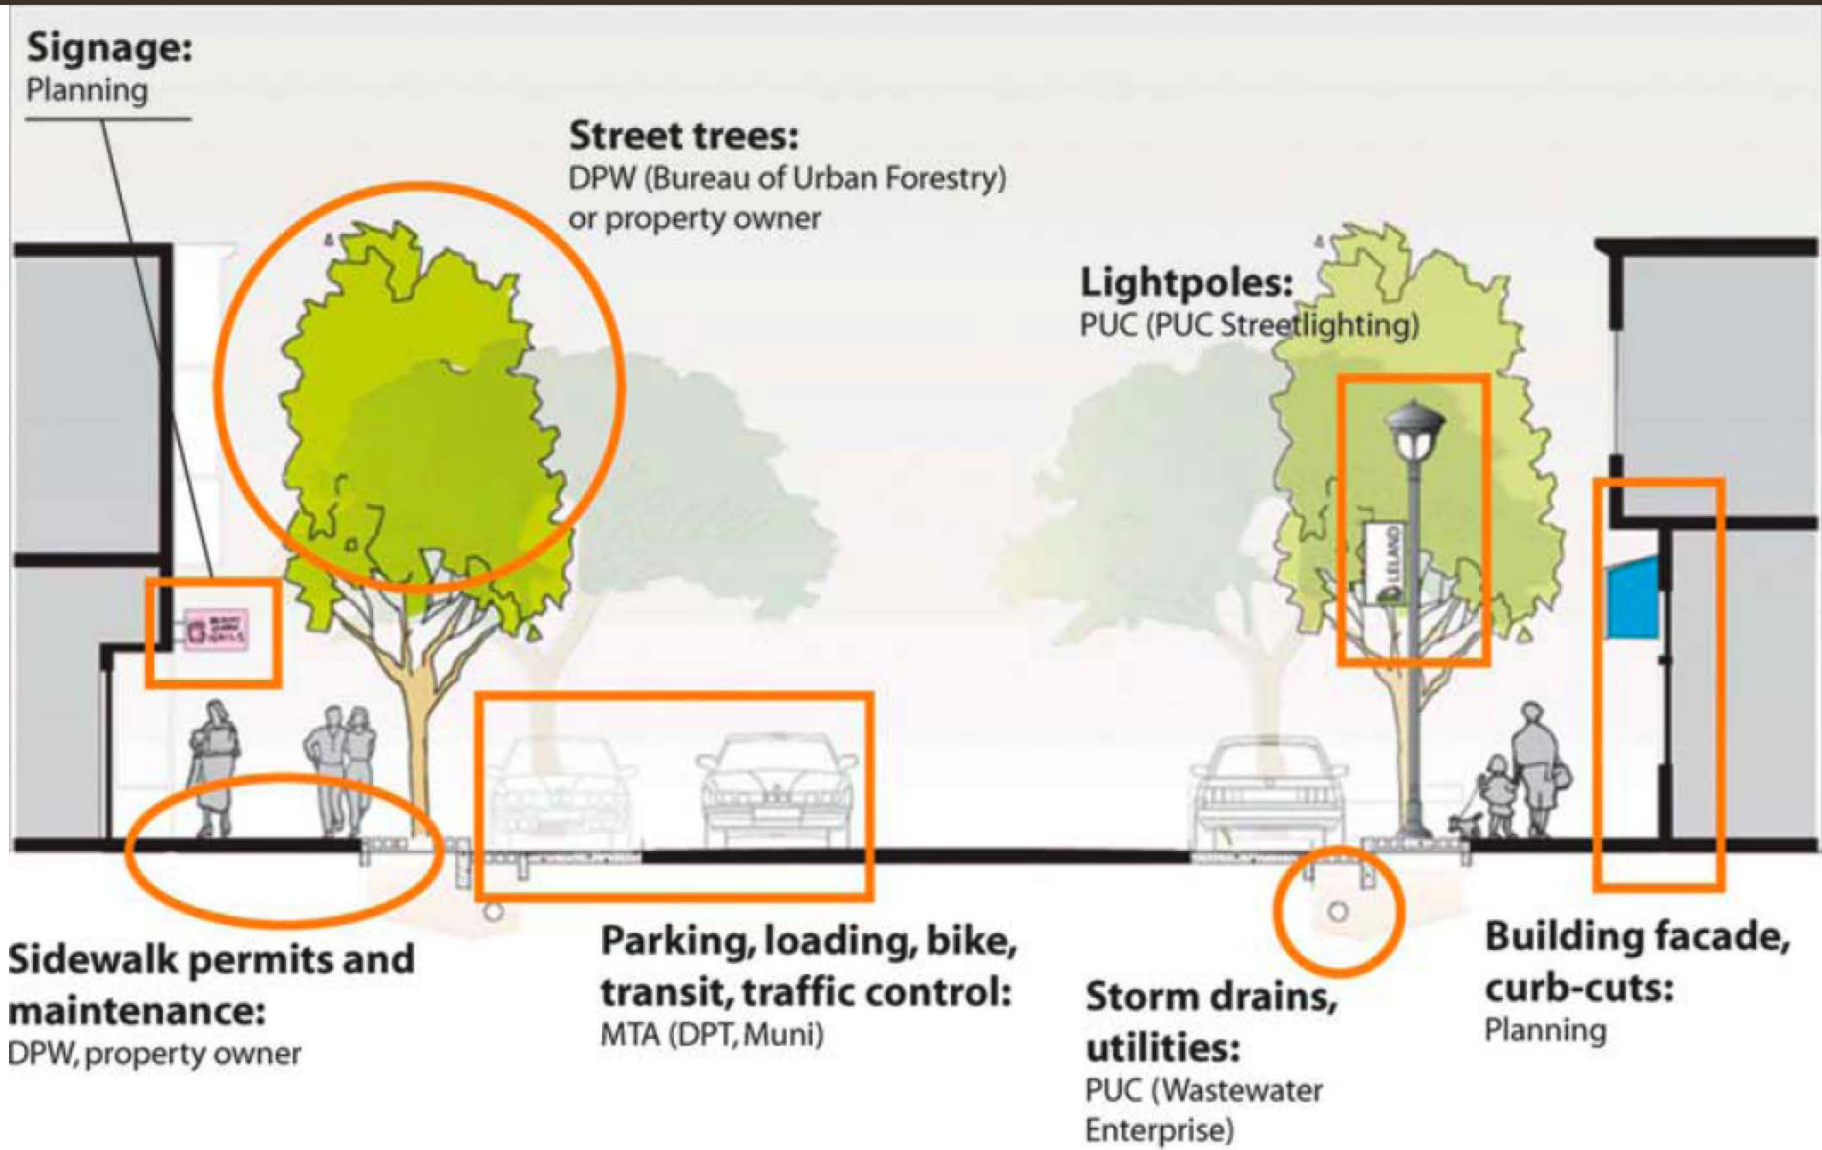 Signage:
Planning
Street trees:
DPW (Bureau of Urban Forestry)
or property owner
Lightpoles:
PUC (PUC Streetlighting)
LELAND
NAILS
Sidewalk permits and
maintenance:
DPW, property owner
Parking, loading, bike,
transit, traffic control:
MTA (DPT, Muni)
Storm drains,
utilities:
PUC (Wastewater
Enterprise)
Building facade,
curb-cuts:
Planning